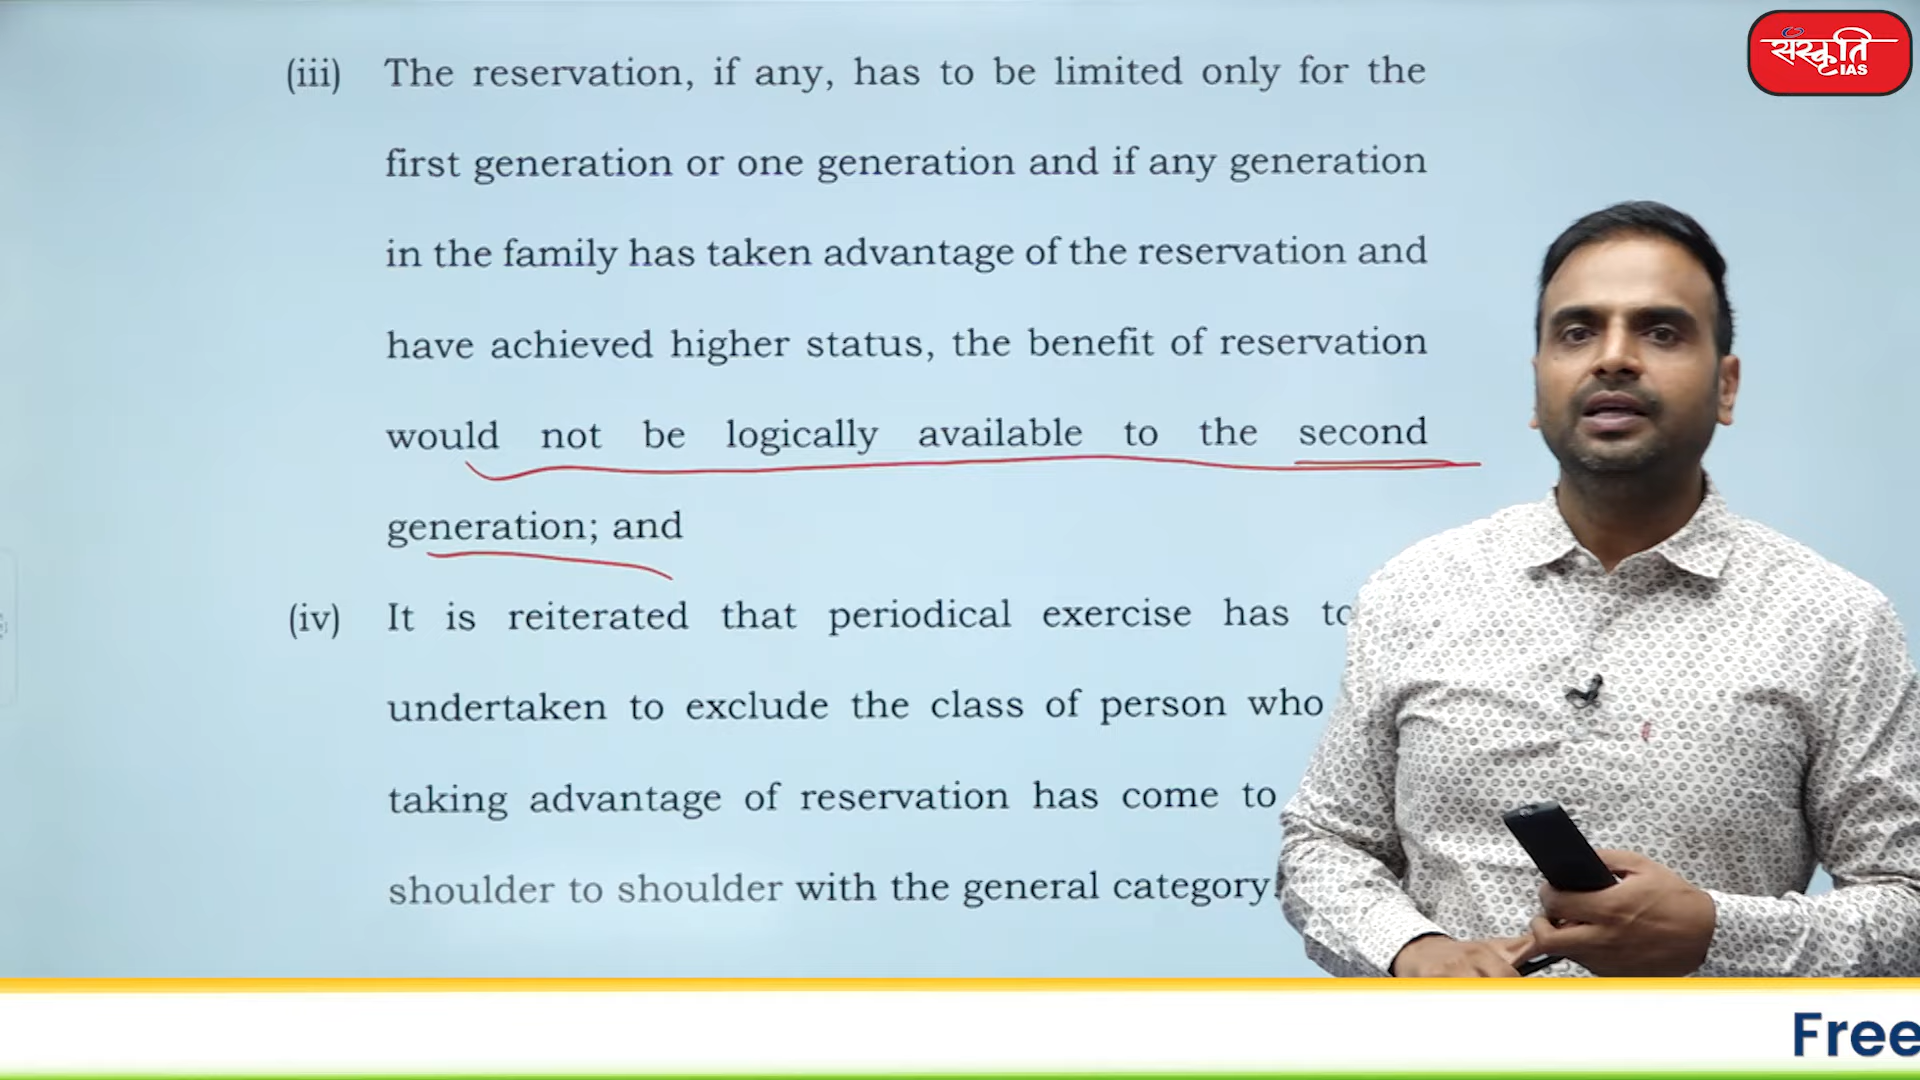 संस्कृति
IAS
(iii) The reservation, if any, has to be limited only for the
first generation or one generation and if any generation
in the family has taken advantage of the reservation and
have achieved higher status, the benefit of reservation
would not be logically available to the second
generation; and
(iv) It is reiterated that periodical exercise has to
undertaken to exclude the class of person who
taking advantage of reservation has come to
shoulder to shoulder with the general category
Free